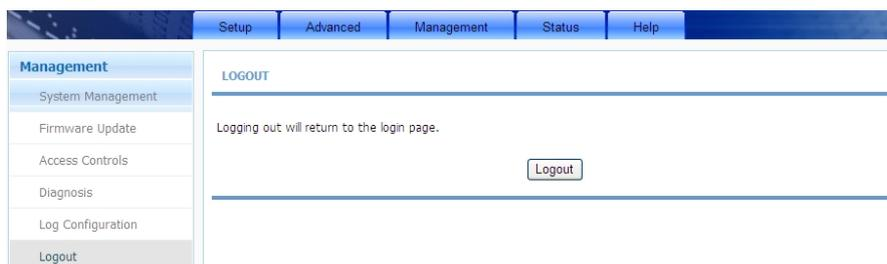 Setup Advanced Management Status Help
Management
System Management
Firmware Update
Access Controls
Diagnosis
Log Configuration
Logout
LOGOUT
Logging out will return to the login page.
Logout